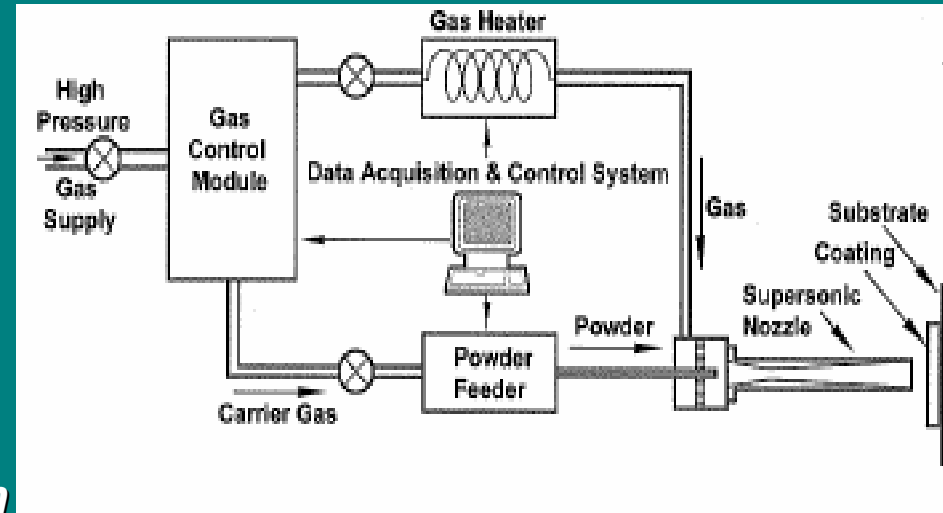 Gas Heater
High
Pressure
Gas
Supply
Gas
Control
Module
Data Acquisition & Control System
Gas
Substrate
Coating
Supersonic
Nozzle
Powder
Powder
Feeder
Carrier Gas